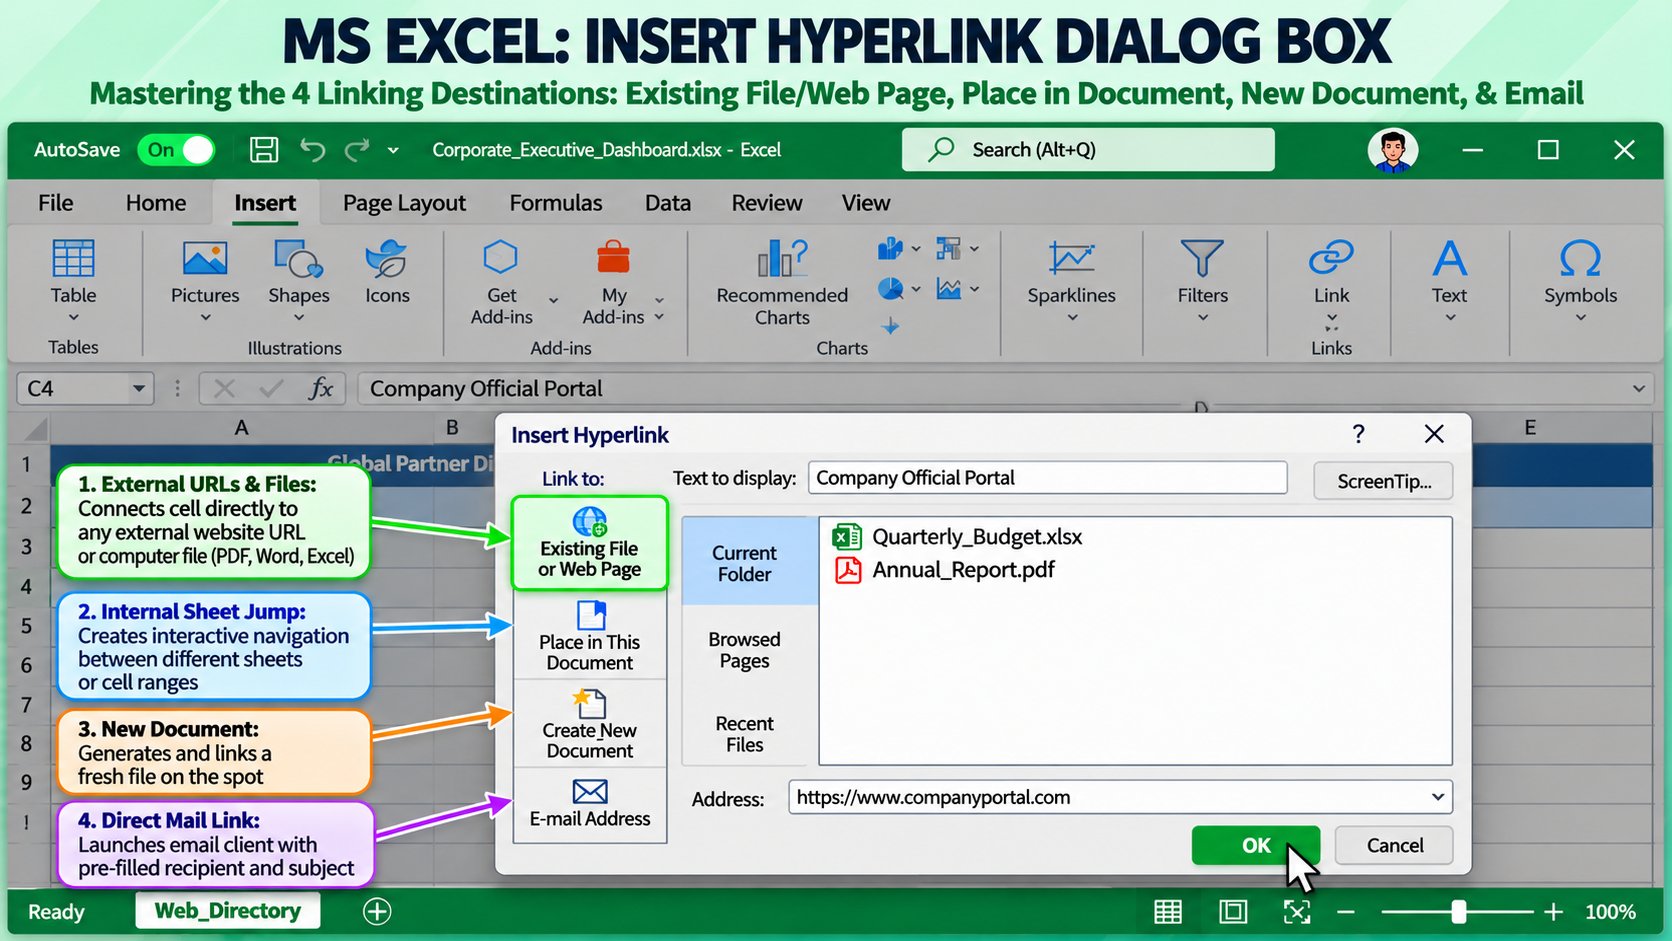 MS EXCEL: INSERT HYPERLINK DIALOG BOX
Mastering the 4 Linking Destinations: Existing File/Web Page, Place in Document, New Document, & Email
AutoSave On Corporate_Executive_Dashboard.xlsx - Excel Search (Alt+Q)
File Home Insert Page Layout Formulas Data Review View
Table Pictures Shapes Icons Get Add-ins My Add-ins Recommended Charts Sparklines Filters Link Text Symbols
Tables Illustrations Add-ins Charts Links
C4 fx Company Official Portal
A B D E
1 Global Partner Di
2
3
4
5
6
7
8
9
Insert Hyperlink ?
Link to: Text to display: Company Official Portal ScreenTip...
1. External URLs & Files:
Connects cell directly to
any external website URL
or computer file (PDF, Word, Excel)
2. Internal Sheet Jump:
Creates interactive navigation
between different sheets
or cell ranges
3. New Document:
Generates and links a
fresh file on the spot
4. Direct Mail Link:
Launches email client with
pre-filled recipient and subject
Existing File
or Web Page
Place in This
Document
Create New
Document
E-mail Address
Current
Folder
Browsed
Pages
Recent
Files
Quarterly_Budget.xlsx
Annual_Report.pdf
Address: https://www.companyportal.com
OK Cancel
Ready Web_Directory 100%